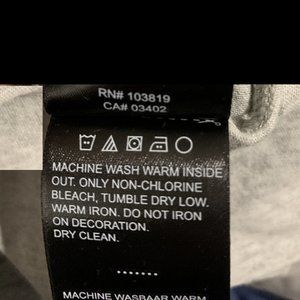 RN# 103819
CA# 03402
MACHINE WASH WARM INSIDE
OUT. ONLY NON-CHLORINE
BLEACH, TUMBLE DRY LOW.
WARM IRON. DO NOT IRON
ON DECORATION.
DRY CLEAN.
.......
MACHINE WASBAAR WARM